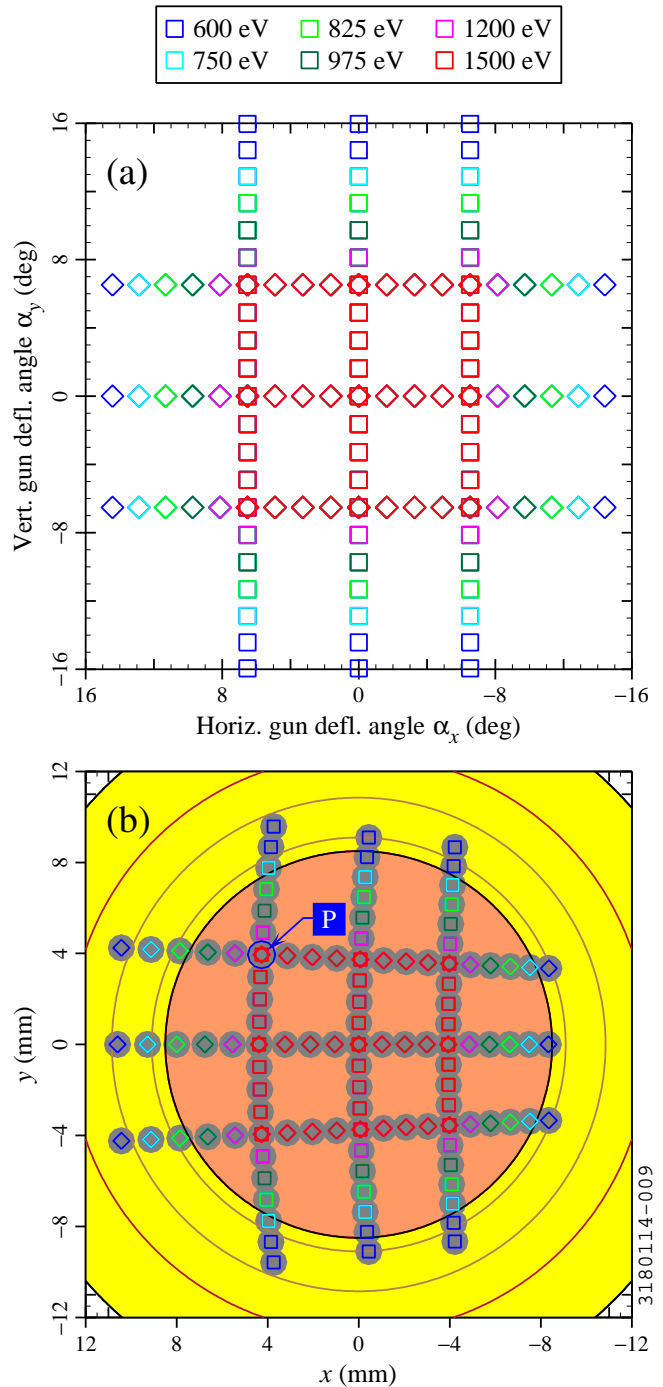 600 eV 825 eV 1200 eV
750 eV 975 eV 1500 eV
(a)
16
8
0
−8
−16
Vert. gun defl. angle αy (deg)
16 8 0 −8 −16
Horiz. gun defl. angle αx (deg)
(b)
P
12
8
4
0
−4
−8
−12
y (mm)
12 8 4 0 −4 −8 −12
x (mm)
3180114-009